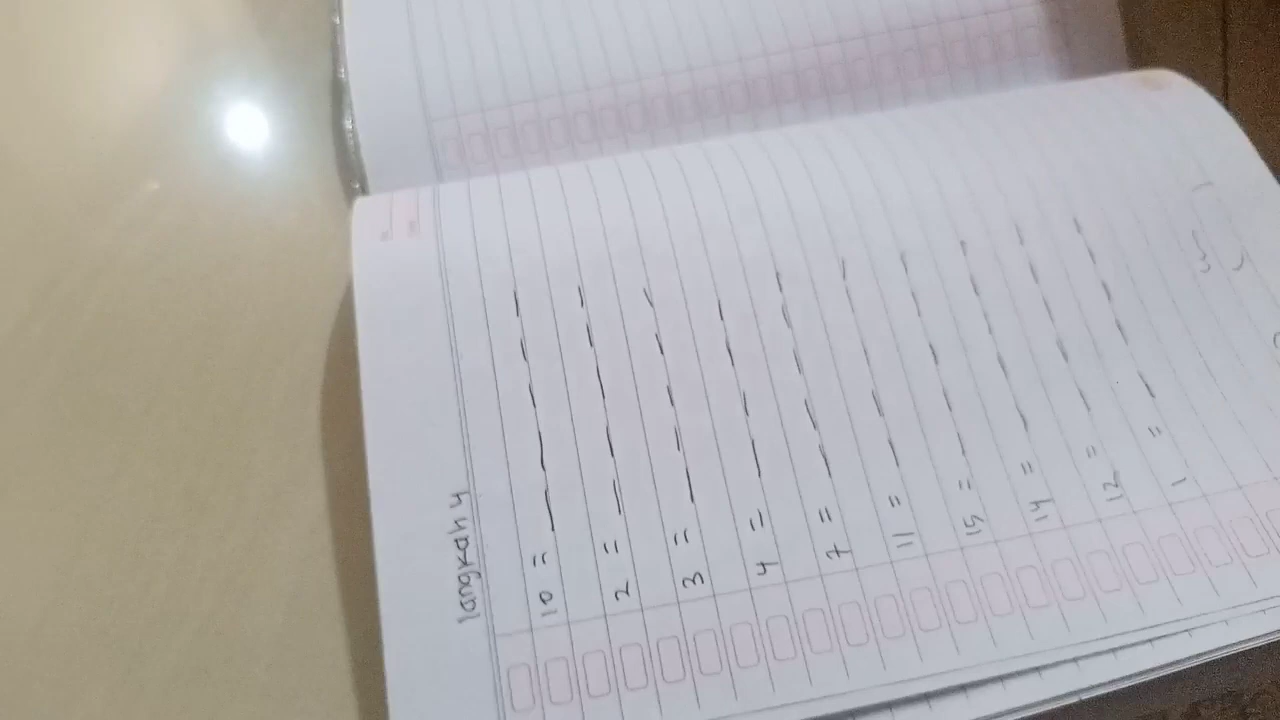 langkah 4
10 = _ _ _ _ _
2 = _ _ _ _ _
3 = _ _ _ _ _
4 = _ _ _ _
7 = _ _ _ _ _
11 = _ _ _ _
15 = _ _ _ _
14 = _ _ _ _
12 = _ _ _ _
1 = _ _ _ _ _